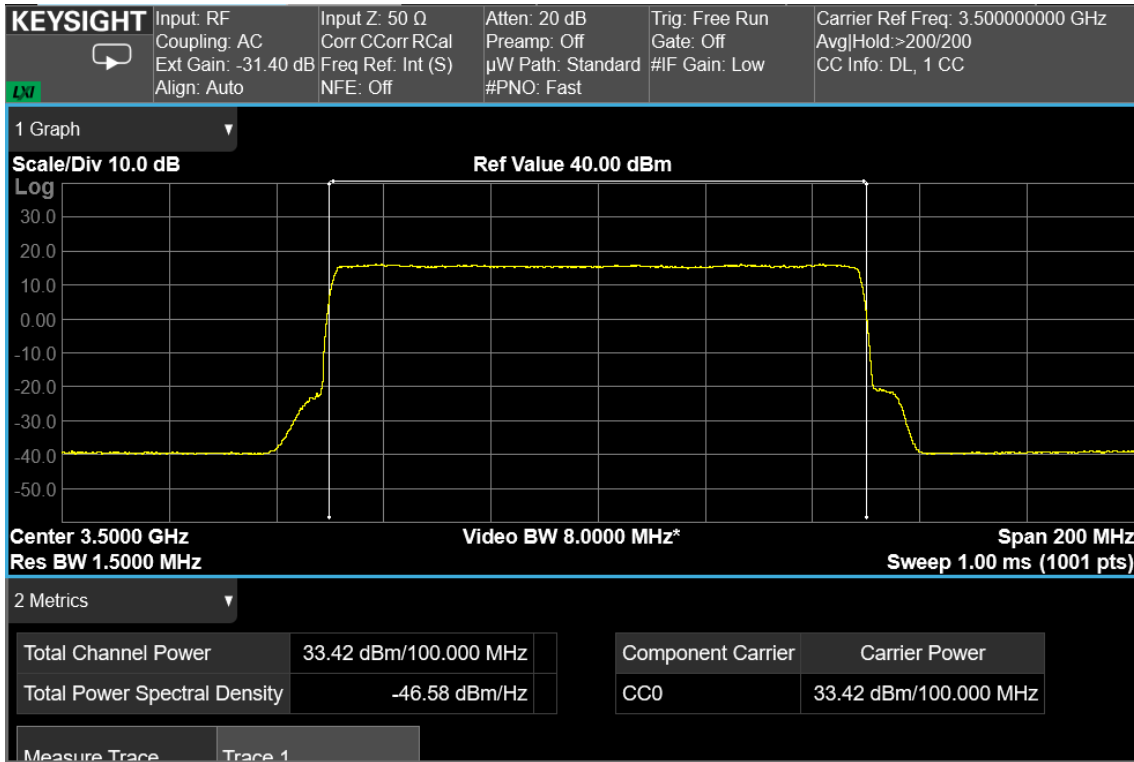 KEYSIGHT
LXI
Input: RF
Coupling: AC
Ext Gain: -31.40 dB
Align: Auto
Input Z: 50 Ω
Corr CCorr RCal
Freq Ref: Int (S)
NFE: Off
Atten: 20 dB
Preamp: Off
µW Path: Standard
#PNO: Fast
Trig: Free Run
Gate: Off
#IF Gain: Low
Carrier Ref Freq: 3.500000000 GHz
Avg|Hold:>200/200
CC Info: DL, 1 CC
1 Graph
Scale/Div 10.0 dB
Ref Value 40.00 dBm
Log
30.0
20.0
10.0
0.00
-10.0
-20.0
-30.0
-40.0
-50.0
Center 3.5000 GHz
Video BW 8.0000 MHz*
Span 200 MHz
Res BW 1.5000 MHz
Sweep 1.00 ms (1001 pts)
2 Metrics
Total Channel Power 33.42 dBm/100.000 MHz
Total Power Spectral Density -46.58 dBm/Hz
Component Carrier Carrier Power
CC0 33.42 dBm/100.000 MHz
Measure Trace Trace 1